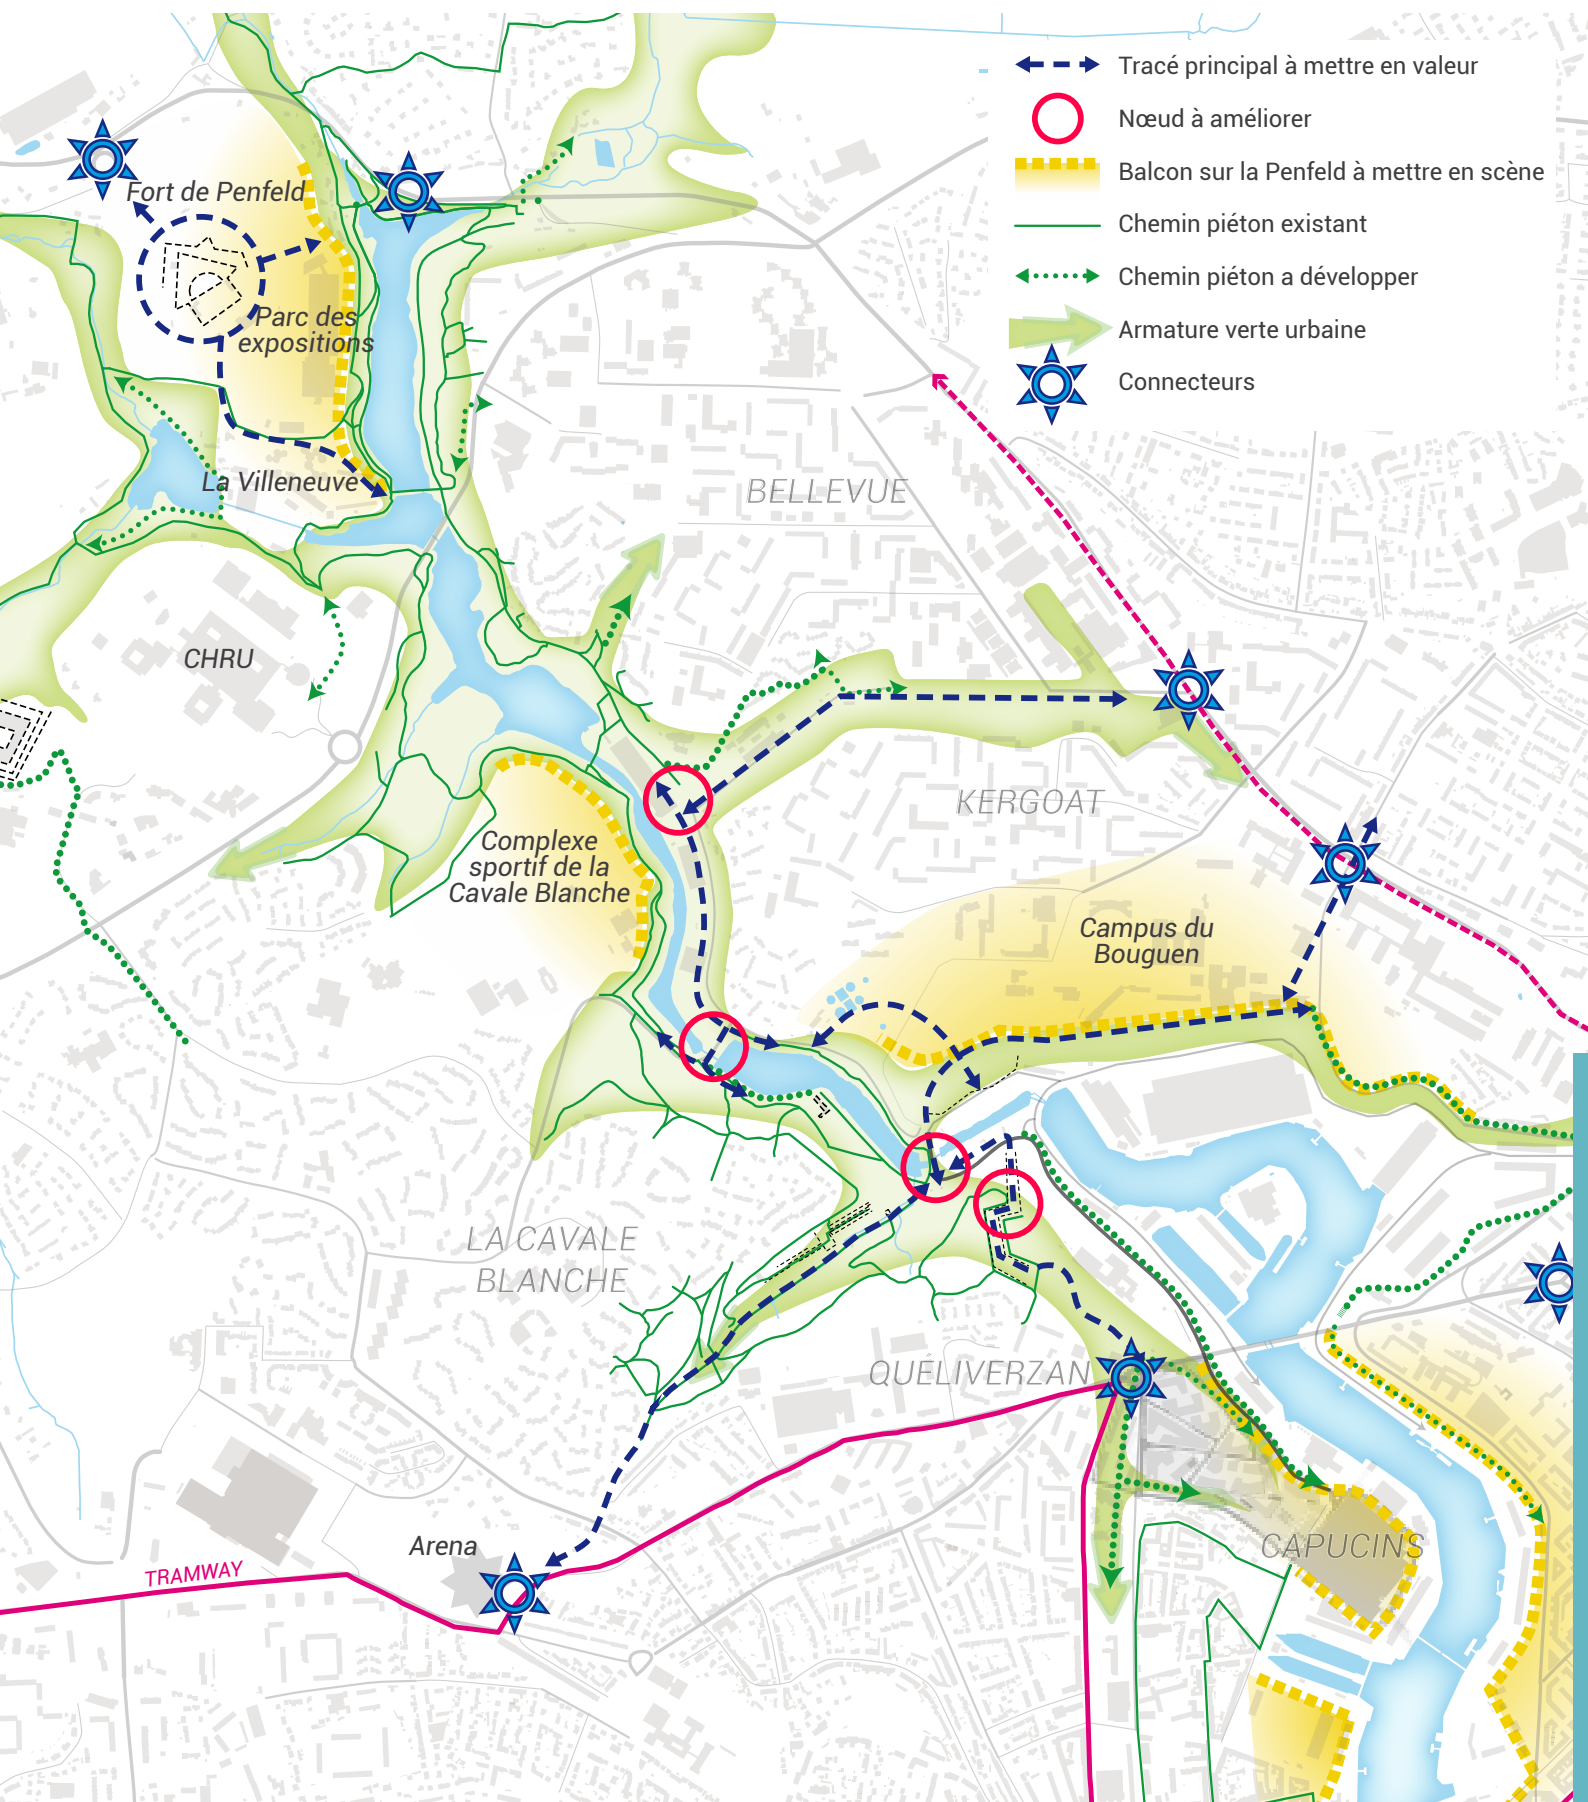 Tracé principal à mettre en valeur
Nœud à améliorer
Balcon sur la Penfeld à mettre en scène
Chemin piéton existant
Chemin piéton a développer
Armature verte urbaine
Connecteurs
Fort de Penfeld
Parc des
expositions
La Villeneuve
BELLEVUE
CHRU
KERGOAT
Complexe
sportif de la
Cavale Blanche
Campus du
Bouguen
LA CAVALE
BLANCHE
QUÉLIVERZAN
Arena
CAPUCINS
TRAMWAY